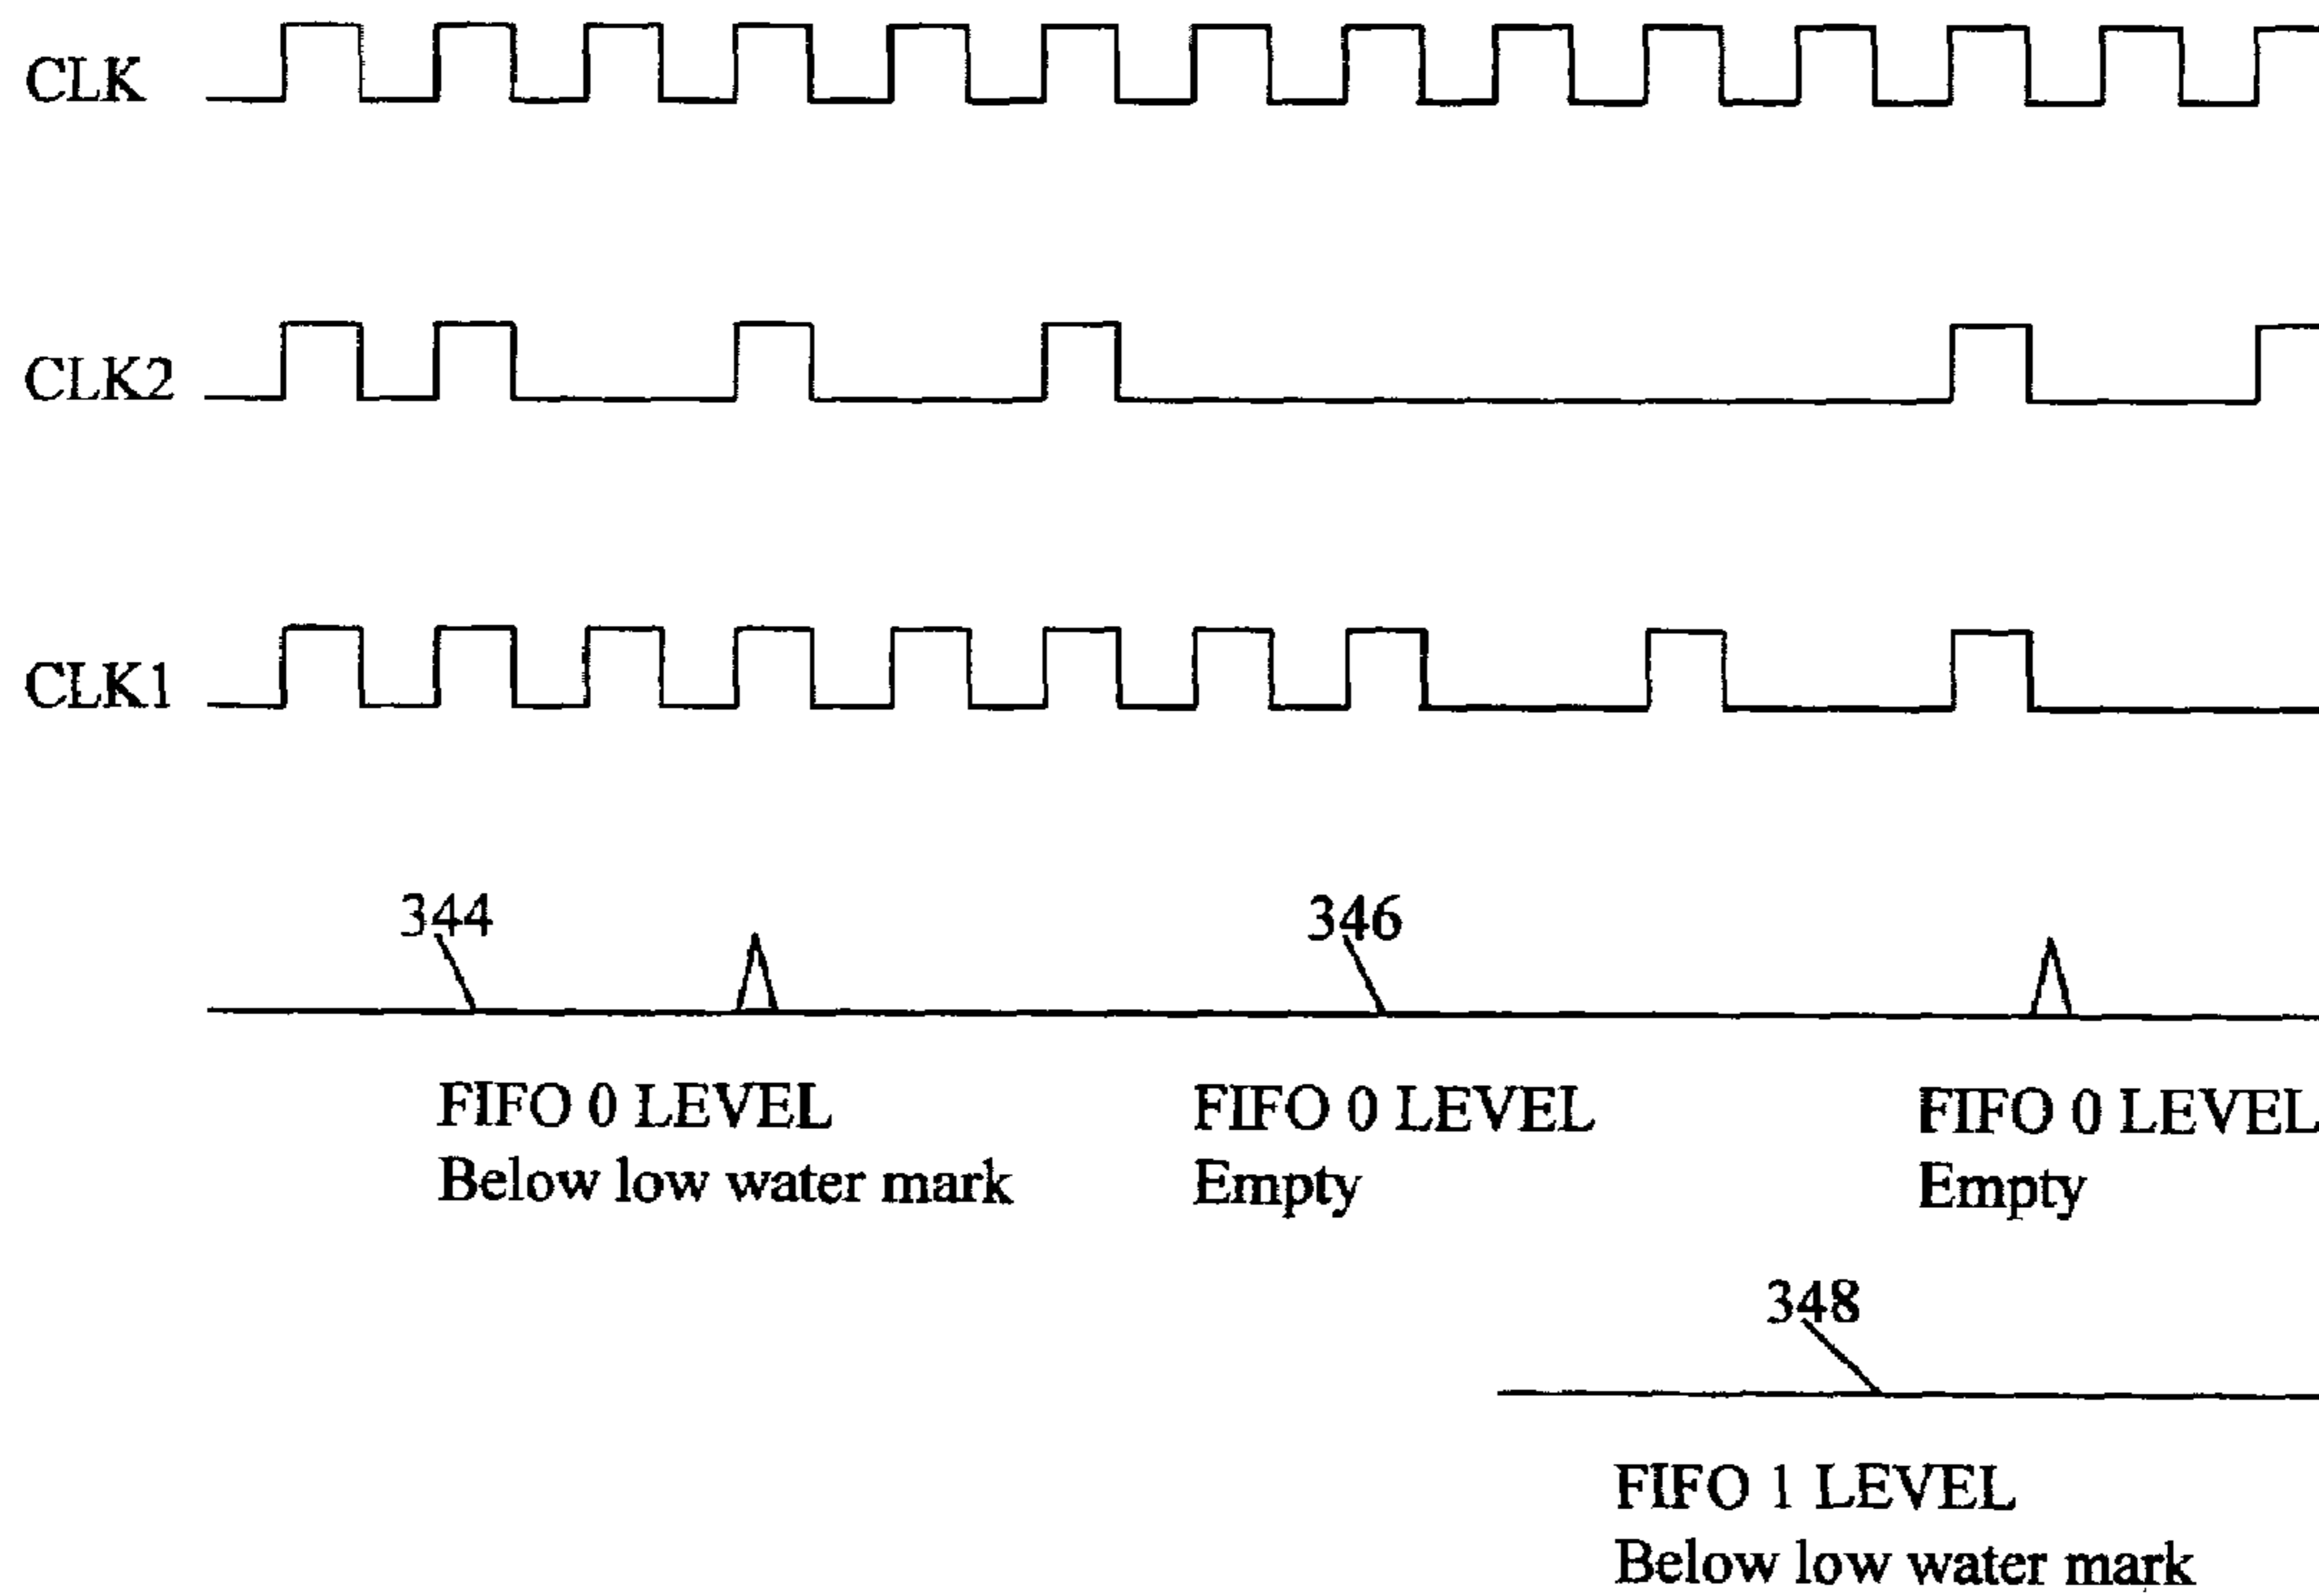 CLK
CLK2
CLK1
344
346
FIFO 0 LEVEL
Below low water mark
FIFO 0 LEVEL
Empty
FIFO 0 LEVEL
Empty
348
FIFO 1 LEVEL
Below low water mark